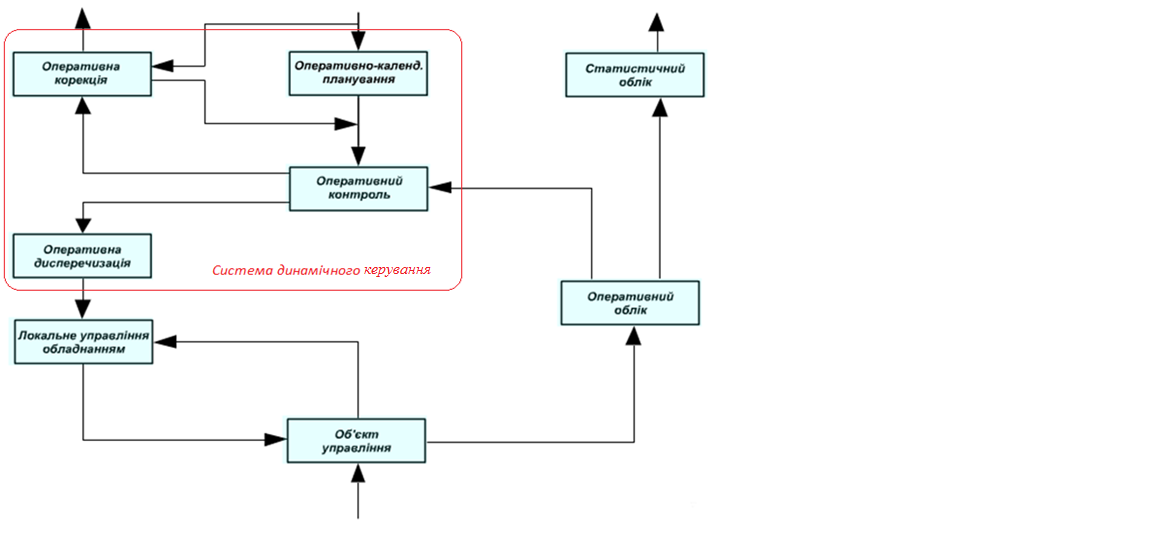 Оперативна
корекція
Оперативно-календ.
планування
Статистичний
облік
Оперативний
контроль
Оперативна
дисперечизація
Система динамічного керування
Оперативний
облік
Локальне управління
обладнанням
Об'єкт
управління